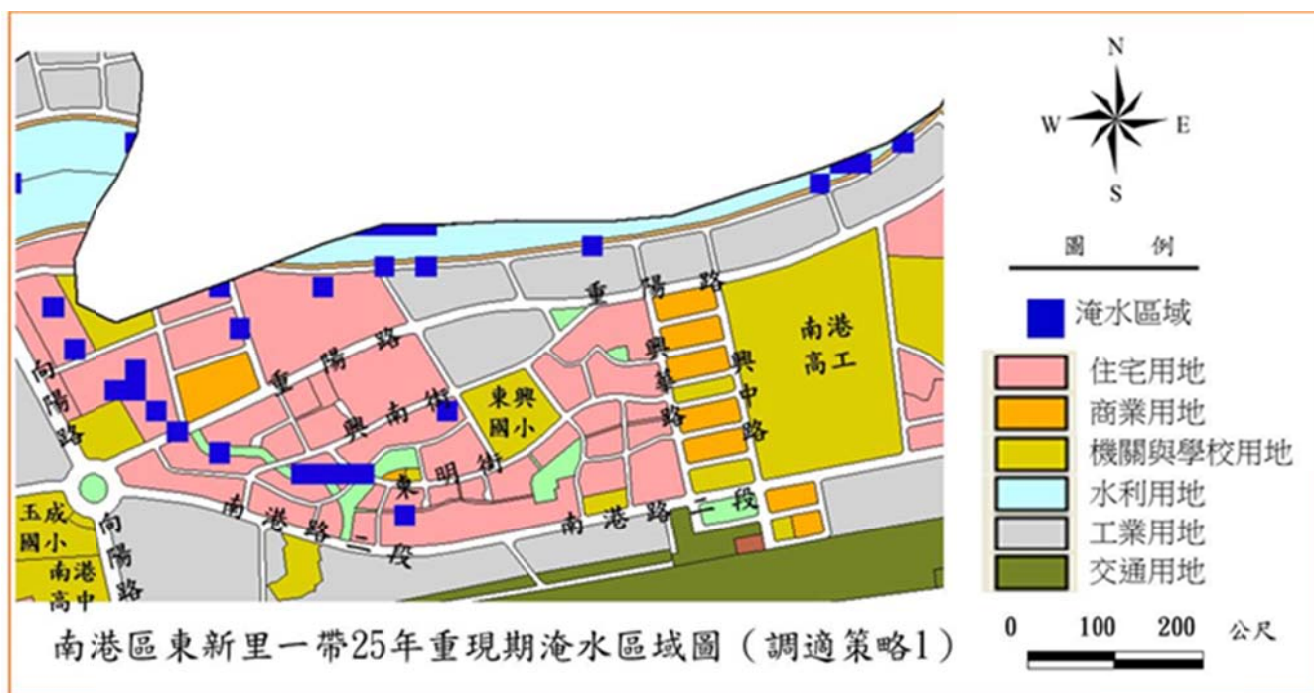 N
W
E
S
圖 例
淹水區域
住宅用地
商業用地
機關與學校用地
水利用地
工業用地
交通用地
0 100 200 公尺
重陽路
南港高工
向陽路
重陽路
興華路
興中路
興南街
東興國小
東明街
南港路二段
南港路二段
玉成國小
向陽路
南港高中
南港區東新里一帶25年重現期淹水區域圖（調適策略1）